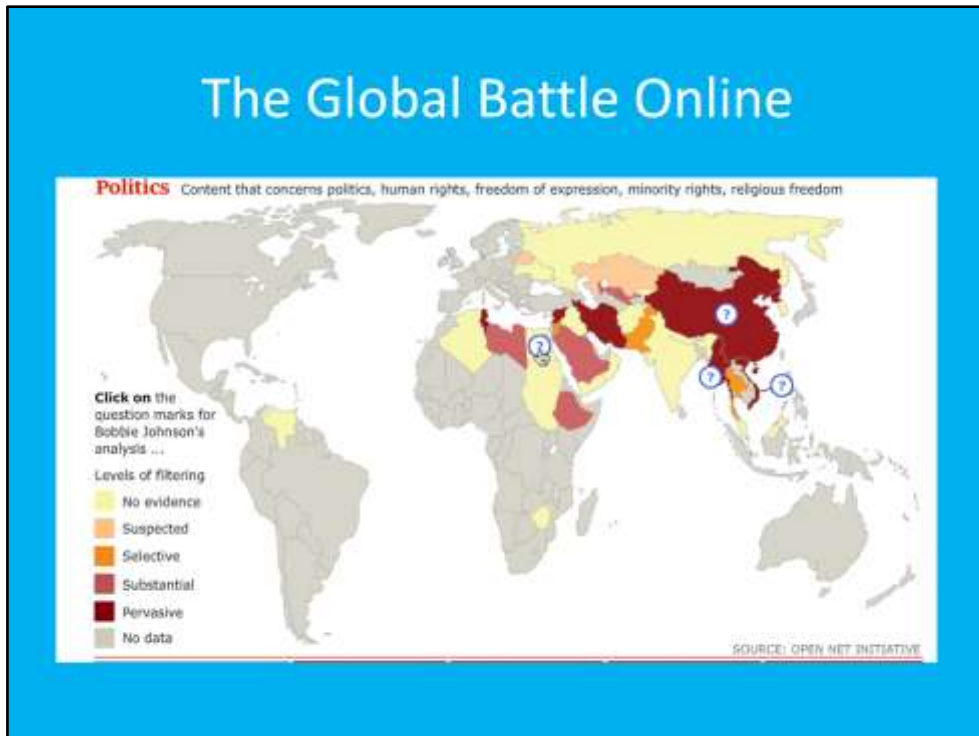 The Global Battle Online
Politics Content that concerns politics, human rights, freedom of expression, minority rights, religious freedom
?
?
?
?
Click on the
question marks for
Bobbie Johnson's
analysis ...
Levels of filtering
No evidence
Suspected
Selective
Substantial
Pervasive
No data
SOURCE: OPEN NET INITIATIVE